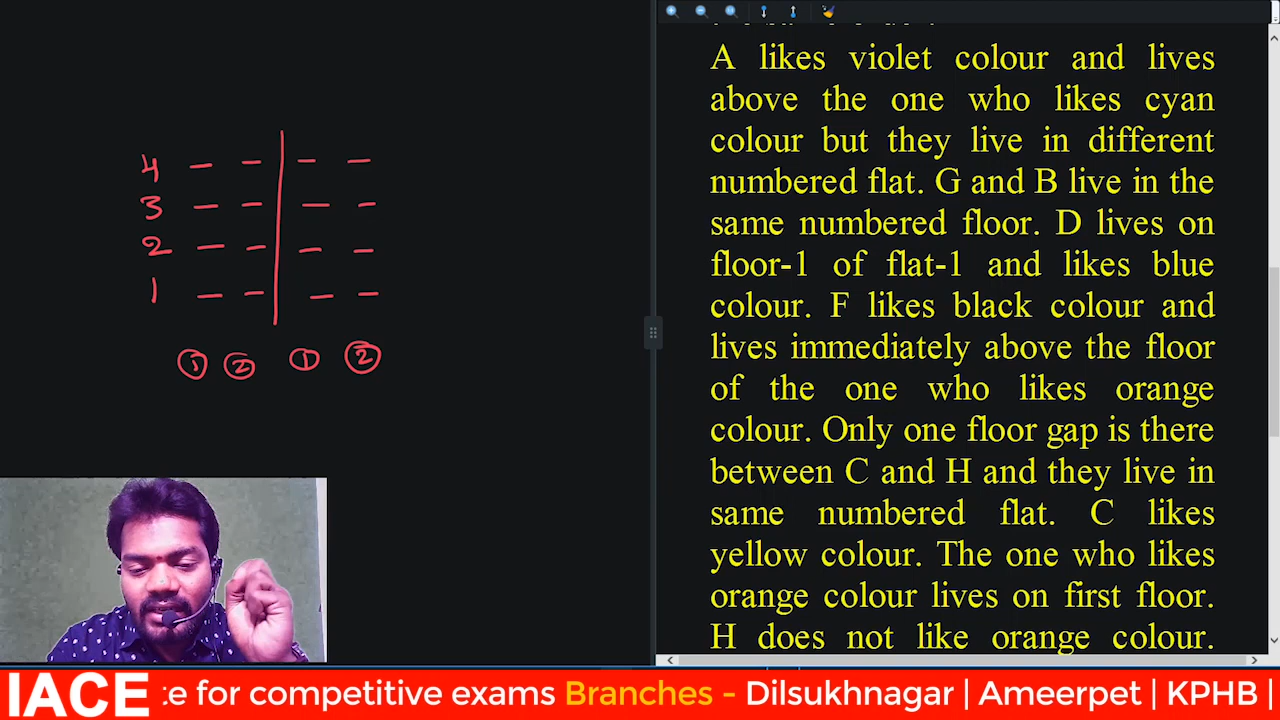 A likes violet colour and lives
above the one who likes cyan
colour but they live in different
numbered flat. G and B live in the
same numbered floor. D lives on
floor-1 of flat-1 and likes blue
colour. F likes black colour and
lives immediately above the floor
of the one who likes orange
colour. Only one floor gap is there
between C and H and they live in
same numbered flat. C likes
yellow colour. The one who likes
orange colour lives on first floor.
H does not like orange colour.
4
3
2
1
1 2 1 2
IACE te for competitive exams Branches - Dilsukhnagar | Ameerpet | KPHB |